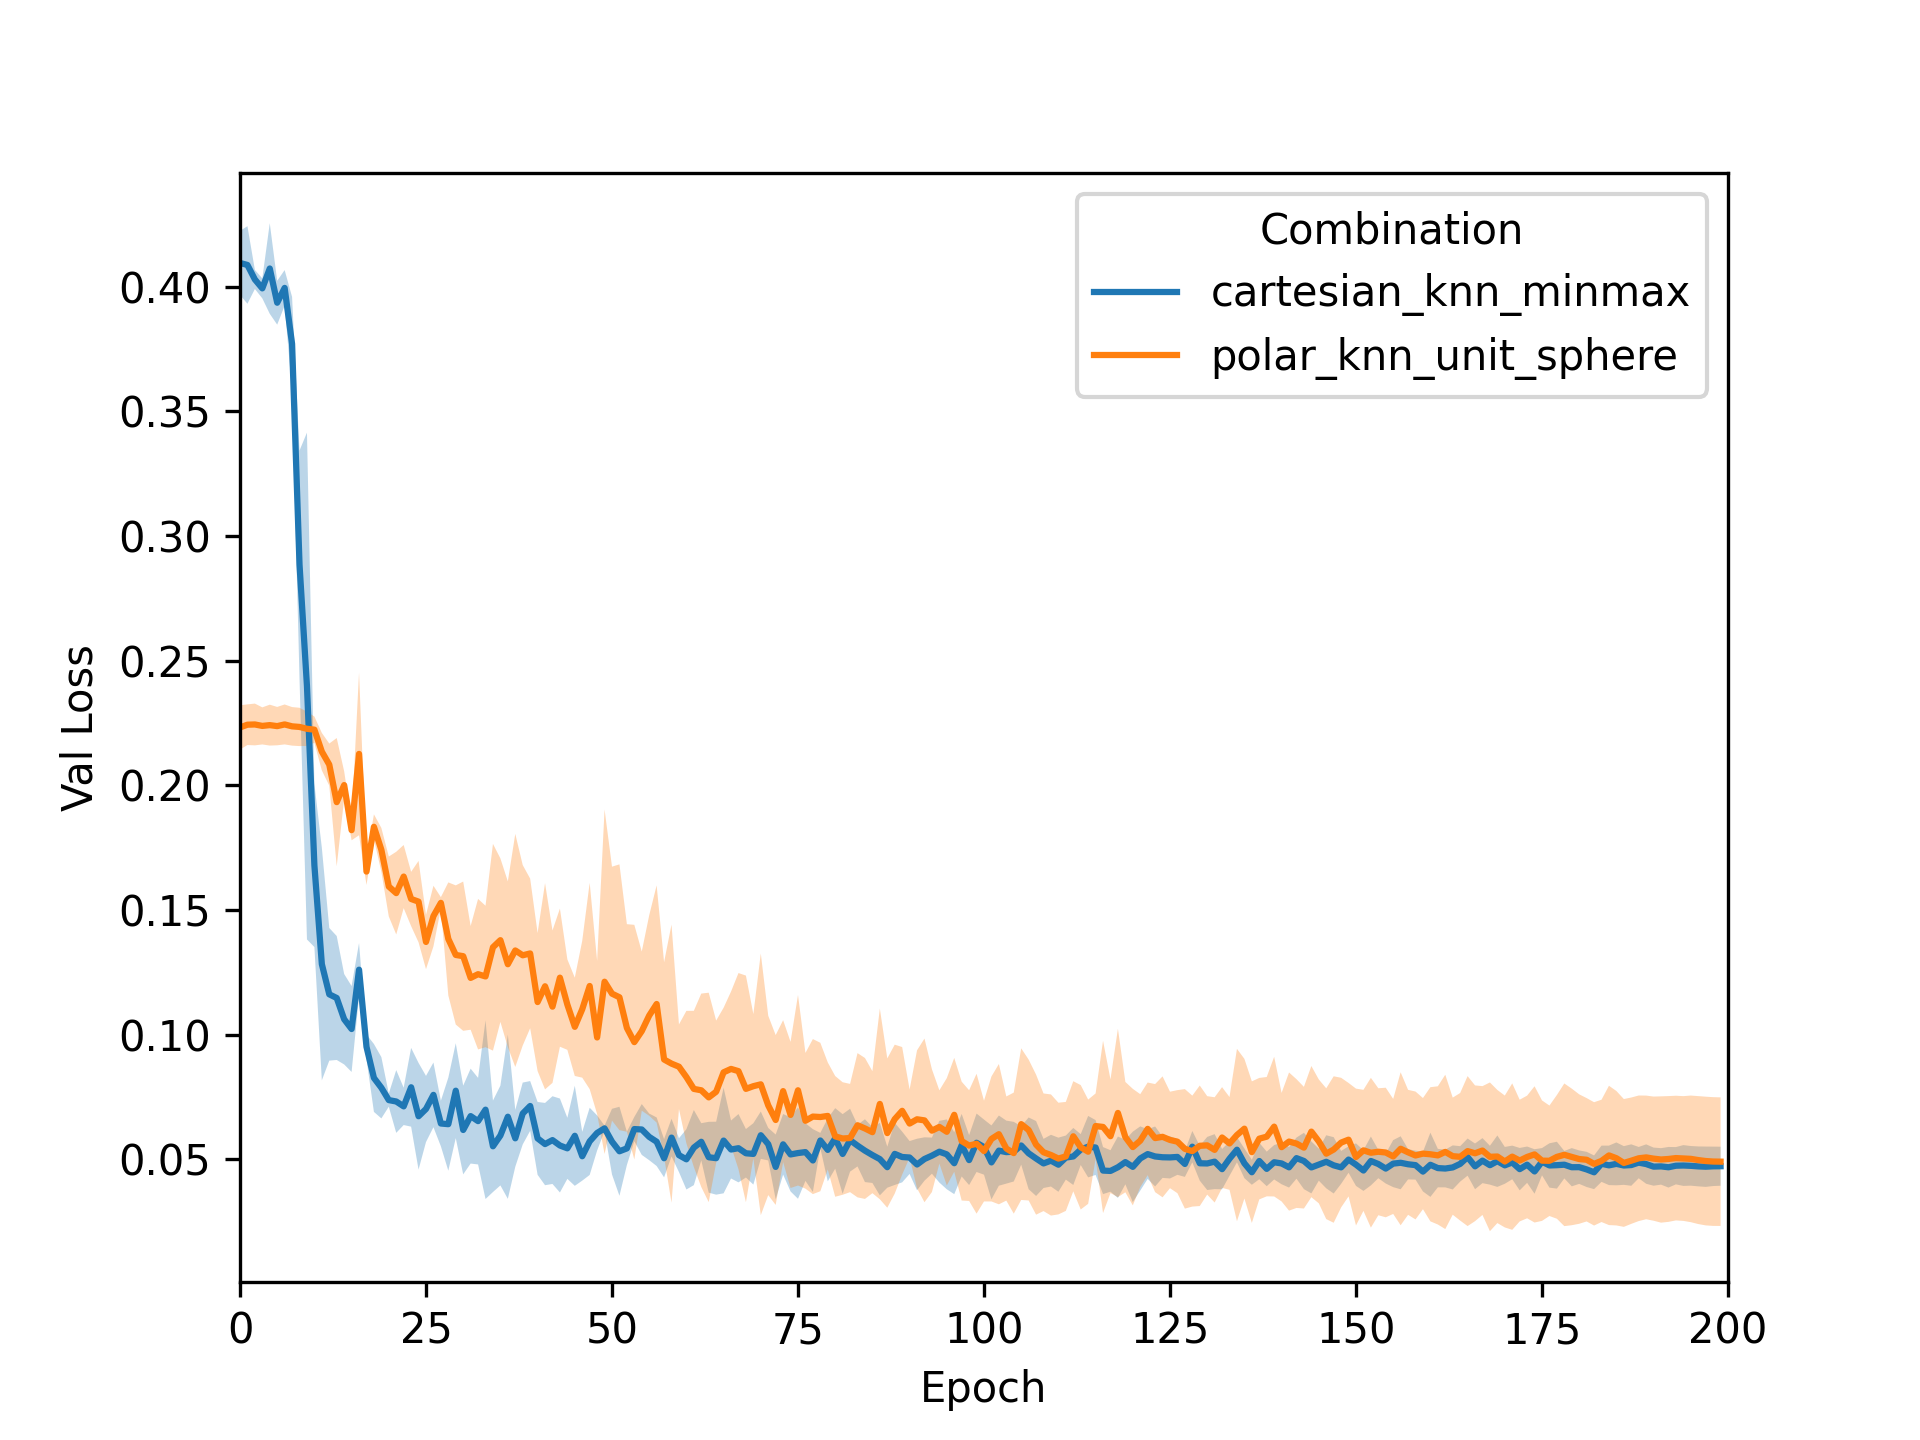 Combination
cartesian_knn_minmax
polar_knn_unit_sphere
0.40
0.35
0.30
0.25
0.20
0.15
0.10
0.05
Val Loss
0 25 50 75 100 125 150 175 200
Epoch